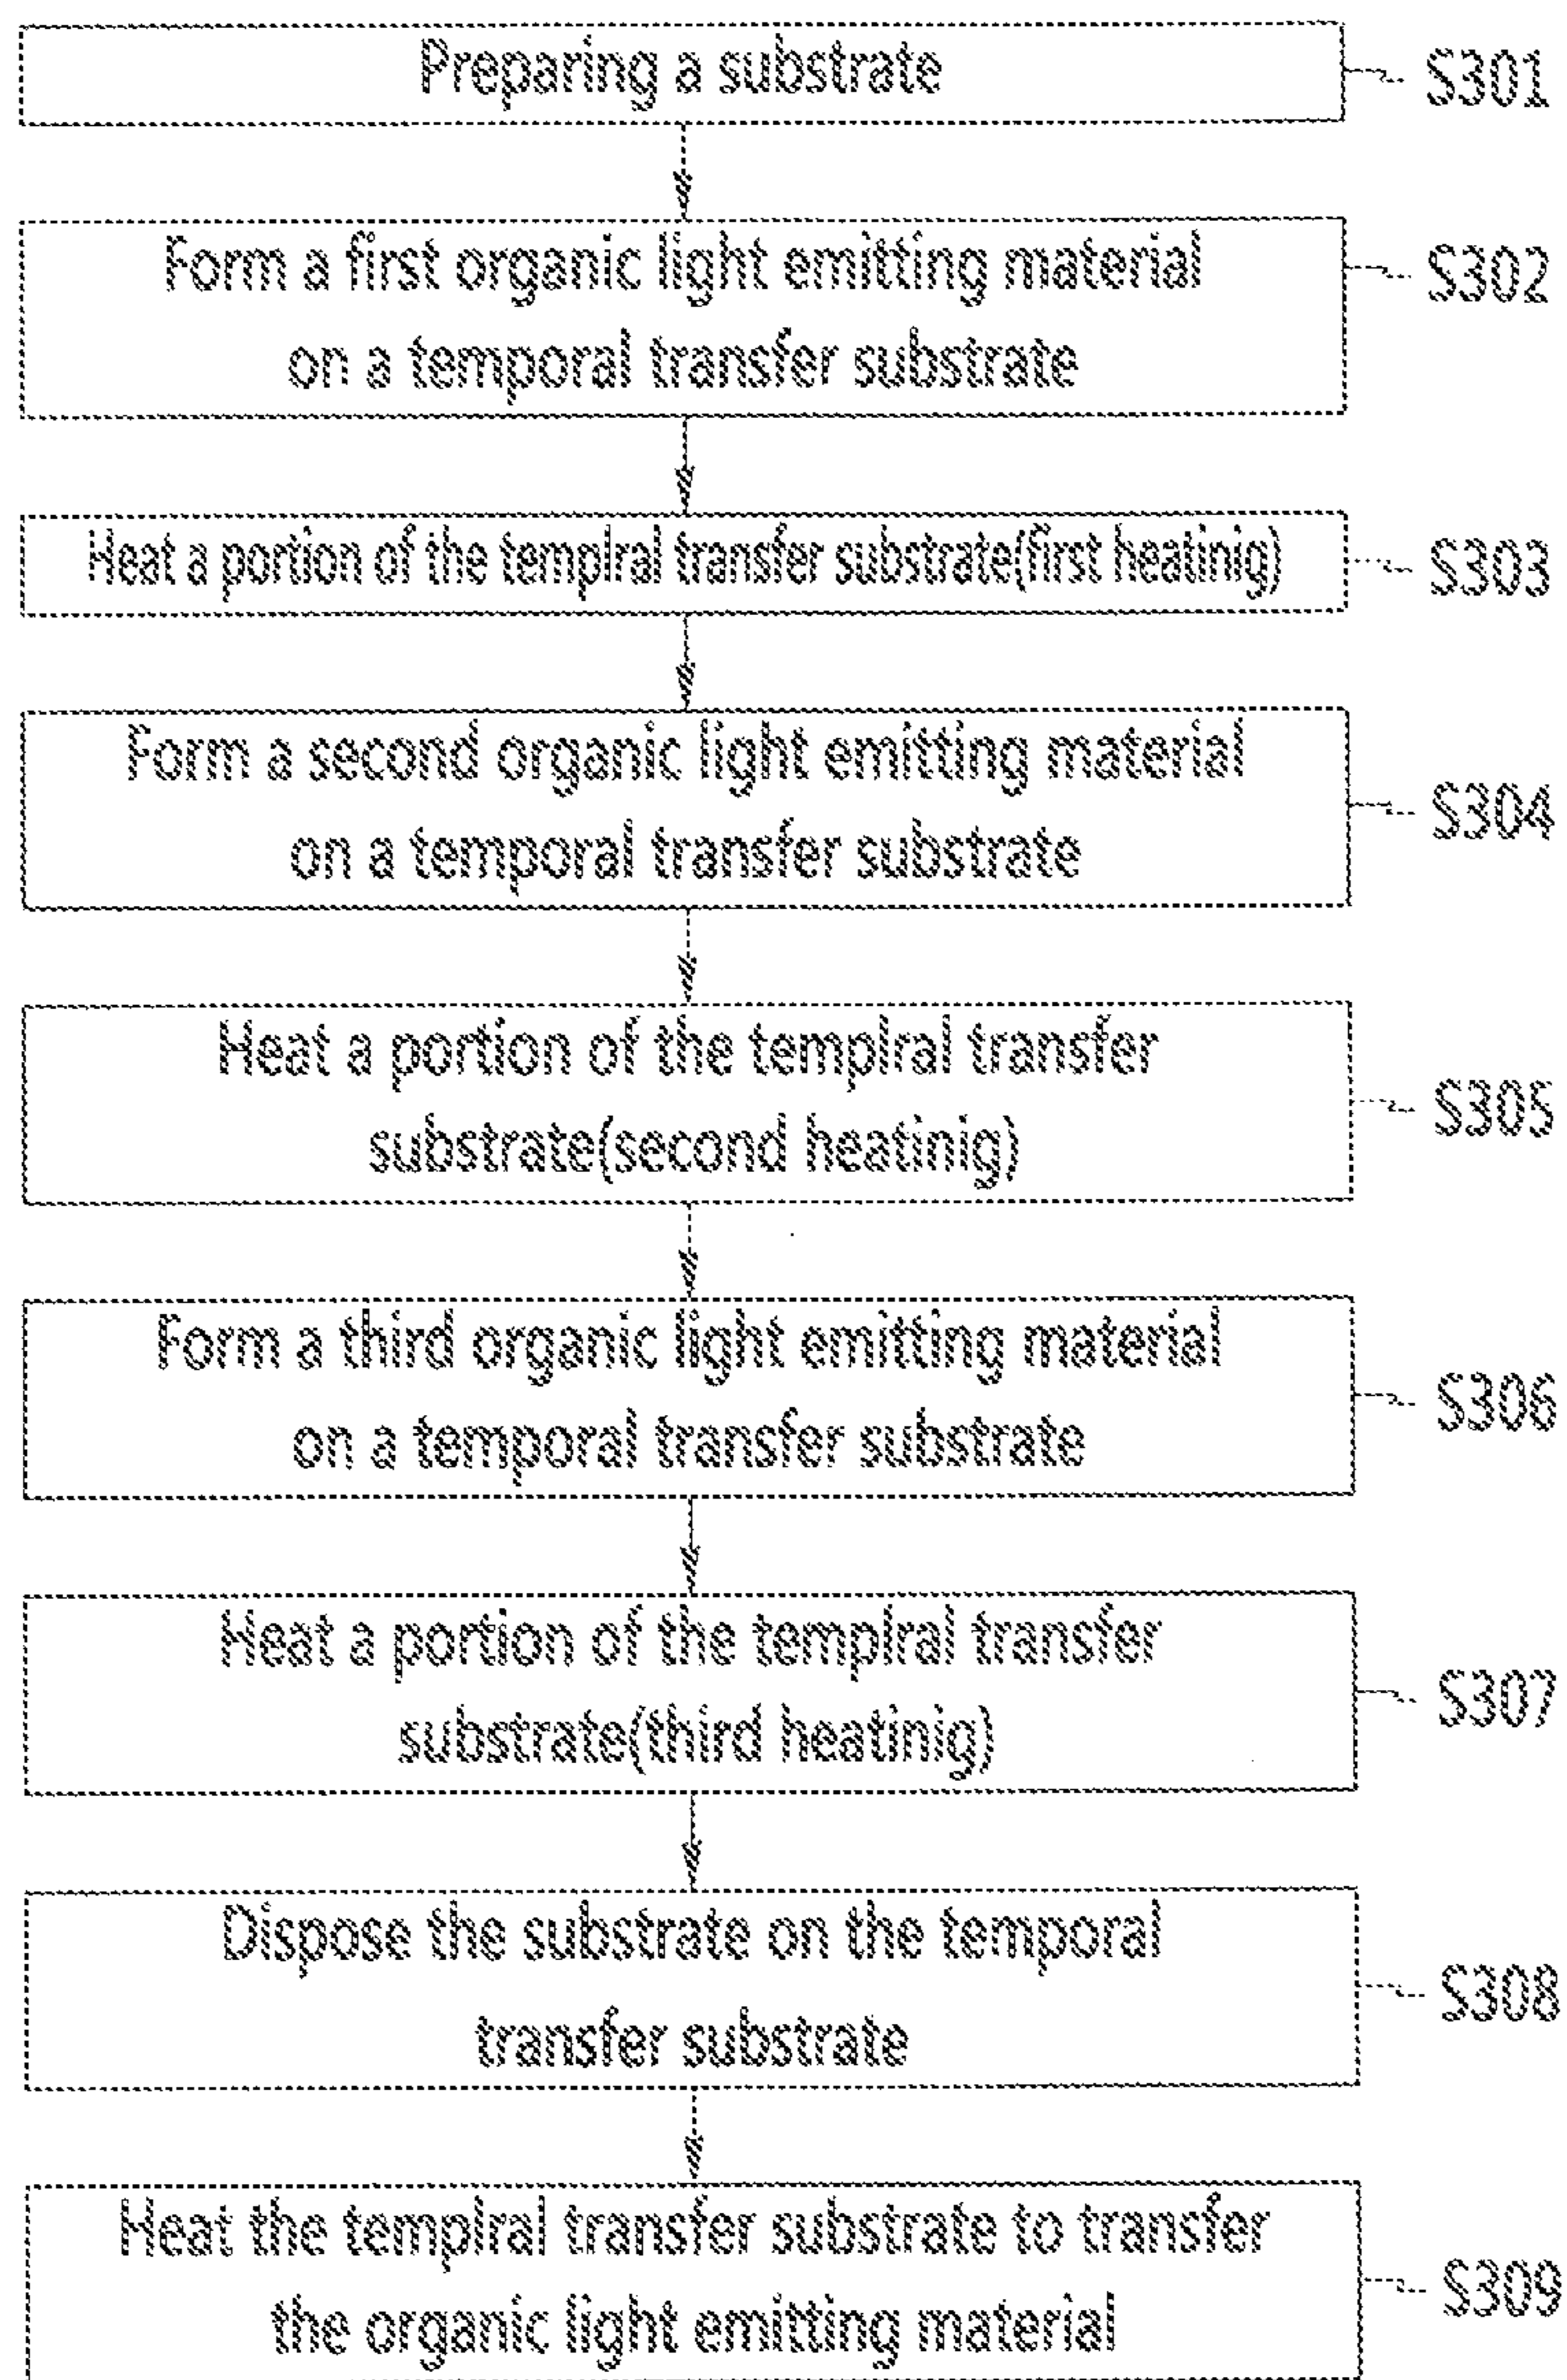 Preparing a substrate
S301
Form a first organic light emitting material
on a temporal transfer substrate
S302
Heat a portion of the templral transfer substrate(first heatinig)
S303
Form a second organic light emitting material
on a temporal transfer substrate
S304
Heat a portion of the templral transfer
substrate(second heatinig)
S305
Form a third organic light emitting material
on a temporal transfer substrate
S306
Heat a portion of the templral transfer
substrate(third heatinig)
S307
Dispose the substrate on the temporal
transfer substrate
S308
Heat the templral transfer substrate to transfer
the organic light emitting material
S309